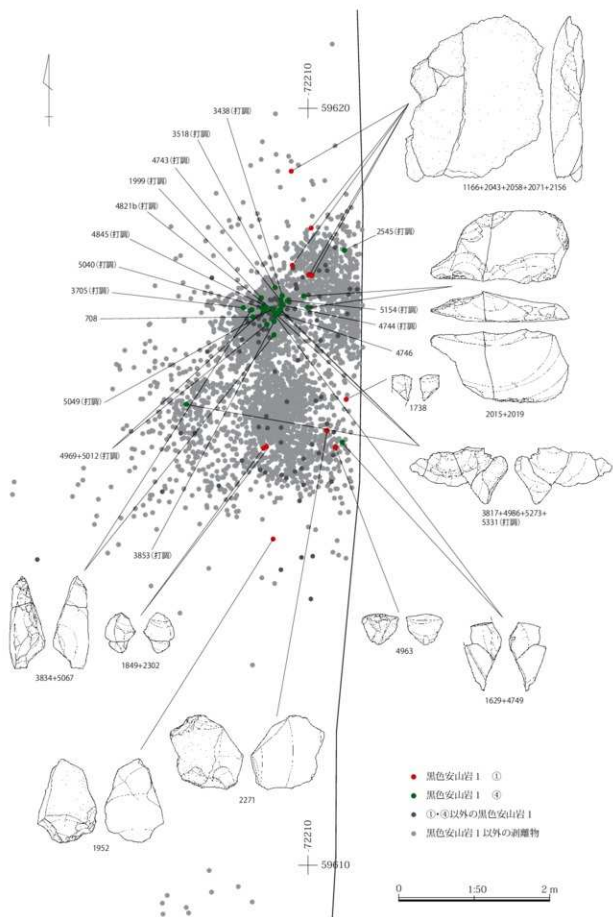 -72210
59620
3438(打調)
3518(打調)
4743(打調)
1999(打調)
4821b(打調)
4845(打調)
5040(打調)
3705(打調)
708
5049(打調)
4969+5012(打調)
3853(打調)
1166+2043+2058+2071+2156
2545(打調)
5154(打調)
4744(打調)
4746
2015+2019
1738
3817+4986+5273+
5331(打調)
3834+5067
1849+2302
4963
1629+4749
2271
1952
黒色安山岩1 ①
黒色安山岩1 ④
①・④以外の黒色安山岩1
黒色安山岩1以外の剥離物
-72210
59610
0 1:50 2 m